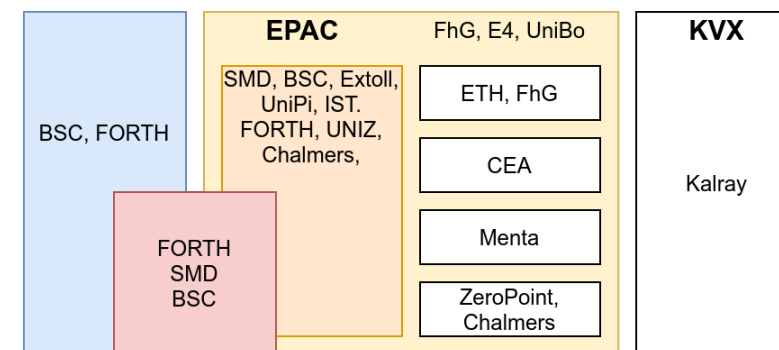 EPAC
FhG, E4, UniBo
KVX
BSC, FORTH
SMD, BSC, Extoll,
UniPi, IST.
FORTH, UNIZ,
Chalmers,
ETH, FhG
CEA
Menta
ZeroPoint,
Chalmers
Kalray
FORTH
SMD
BSC